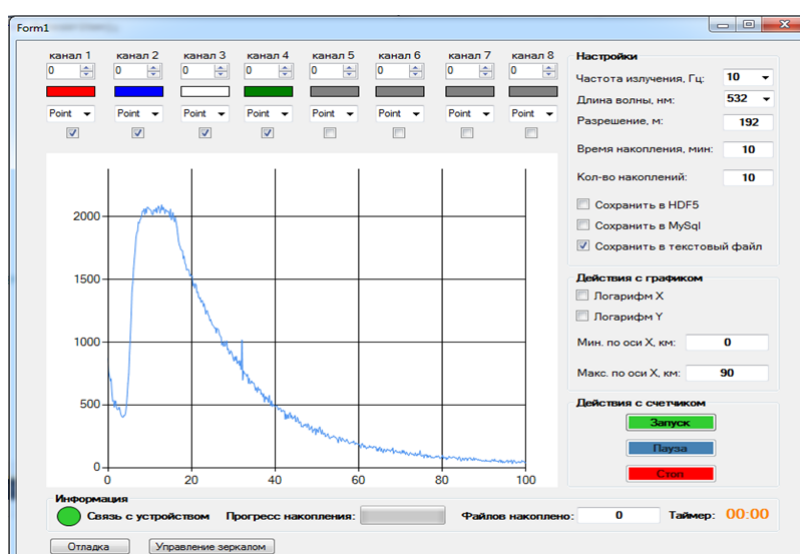 Form1
канал 1 канал 2 канал 3 канал 4 канал 5 канал 6 канал 7 канал 8
0 0 0 0 0 0 0 0
Point Point Point Point Point Point Point Point
Настройки
Частота излучения, Гц: 10
Длина волны, нм: 532
Разрешение, м: 192
Время накопления, мин: 10
Кол-во накоплений: 10
Сохранить в HDF5
Сохранить в MySql
Сохранить в текстовый файл
Действия с графиком
Логарифм X
Логарифм Y
Мин. по оси X, км: 0
Макс. по оси X, км: 90
Действия с счетчиком
Запуск
Пауза
Стоп
2000
1500
1000
500
0
0 20 40 60 80 100
Информация
Связь с устройством Прогресс накопления: Файлов накоплено: 0 Таймер: 00:00
Отладка Управление зеркалом